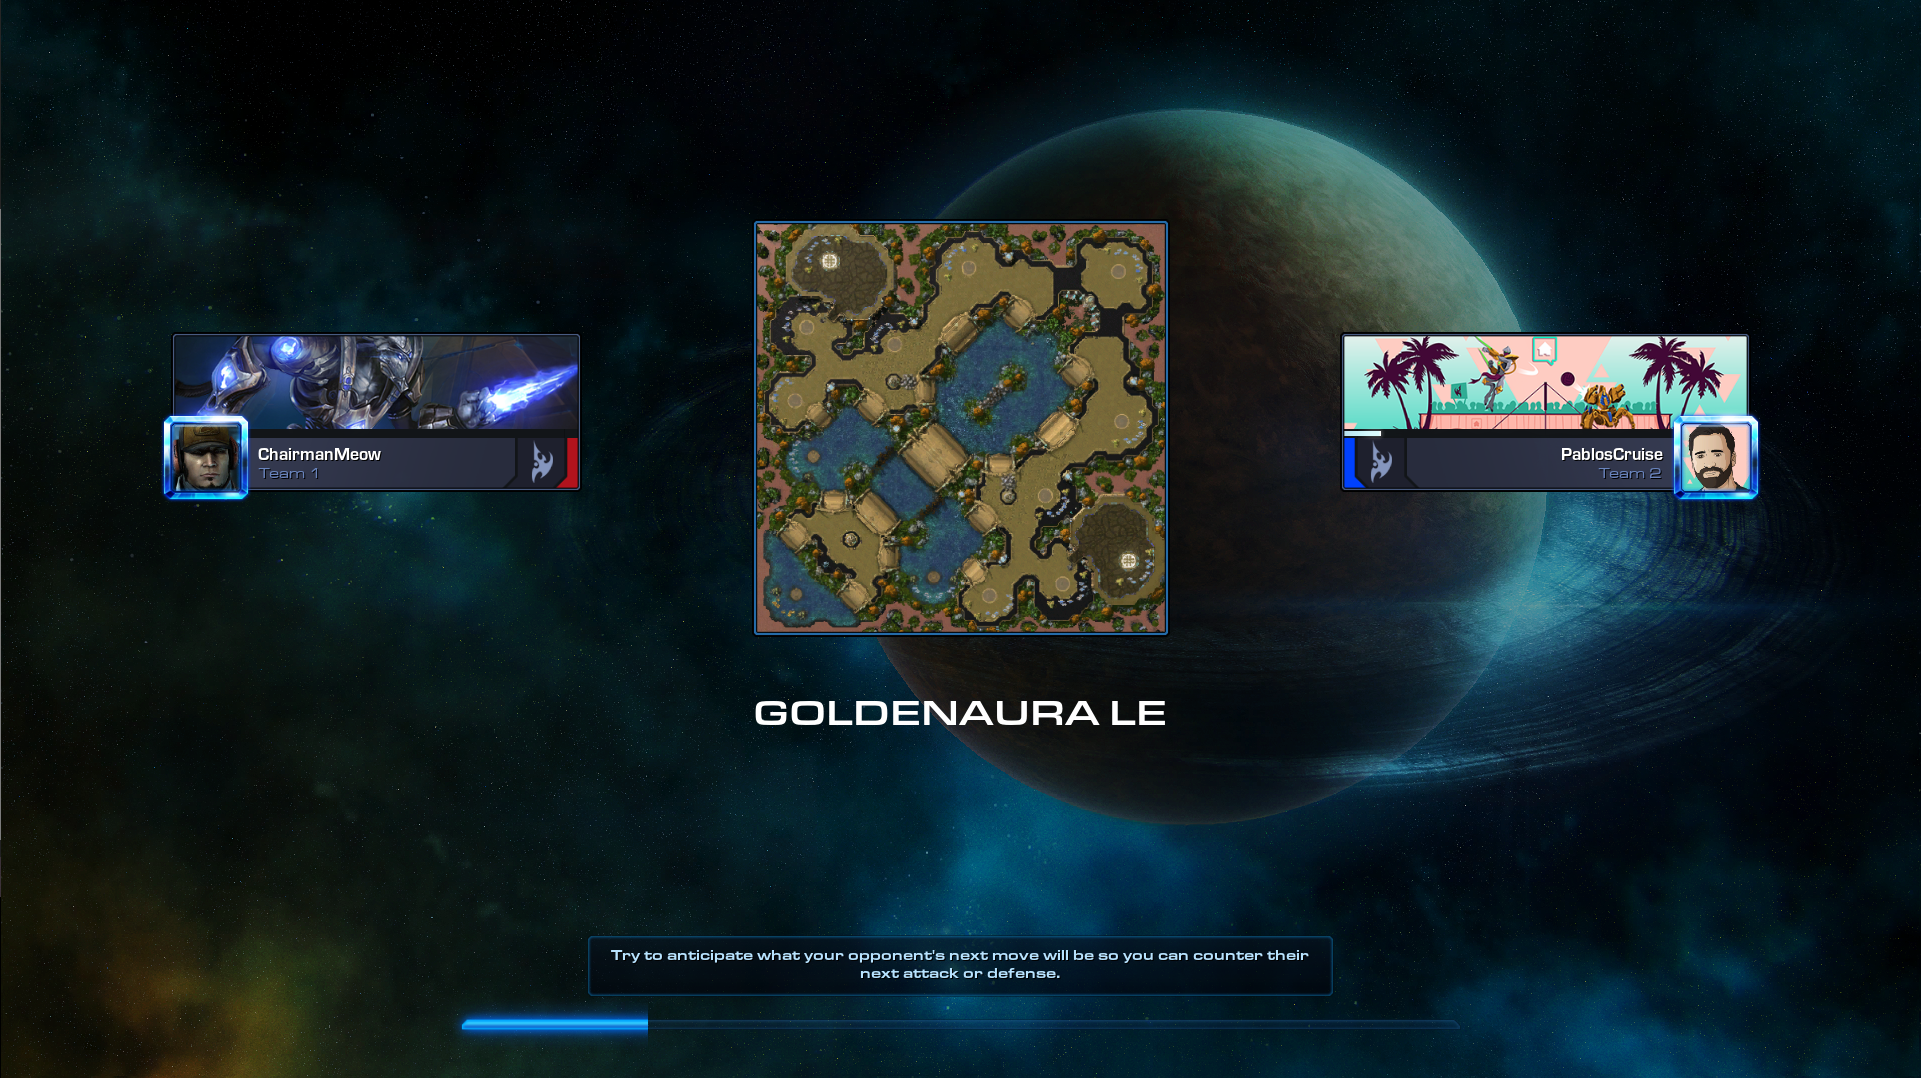 ChairmanMeow
Team 1
PablosCruise
Team 2
GOLDENAURA LE
Try to anticipate what your opponent's next move will be so you can counter their
next attack or defense.